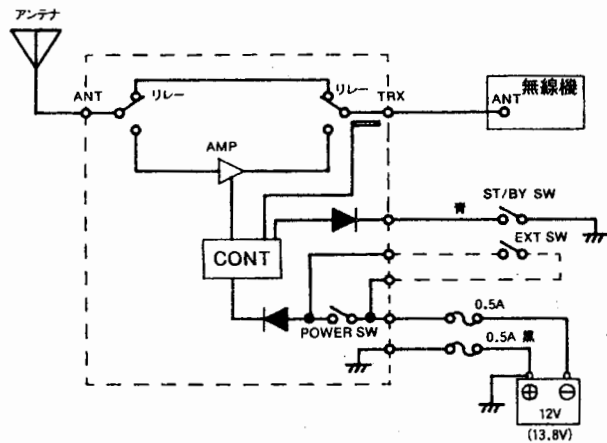 アンテナ
ANT
リレー
リレー
TRX
ANT
無線機
AMP
青
ST/BY SW
EXT SW
CONT
POWER SW
0.5A
0.5A 黒
⊕ ⊖
12V
(13.8V)